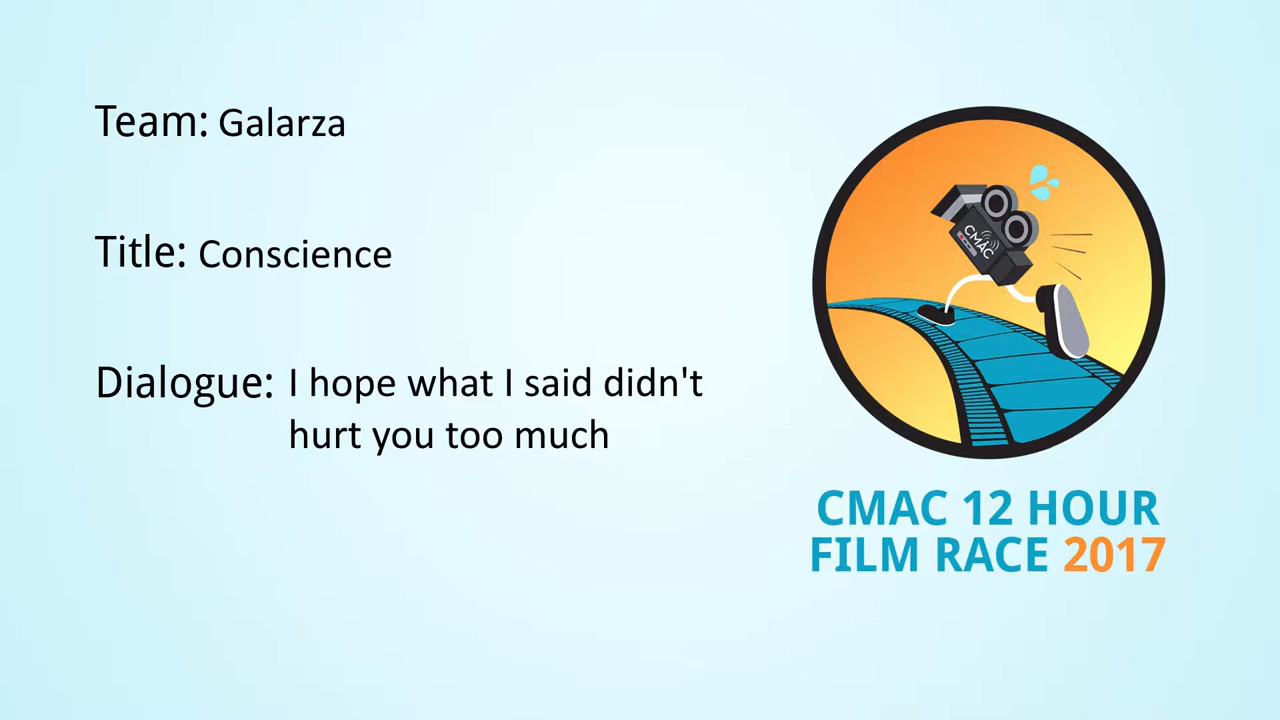 Team: Galarza
Title: Conscience
Dialogue: I hope what I said didn't
hurt you too much
CMAC
CMAC 12 HOUR
FILM RACE 2017